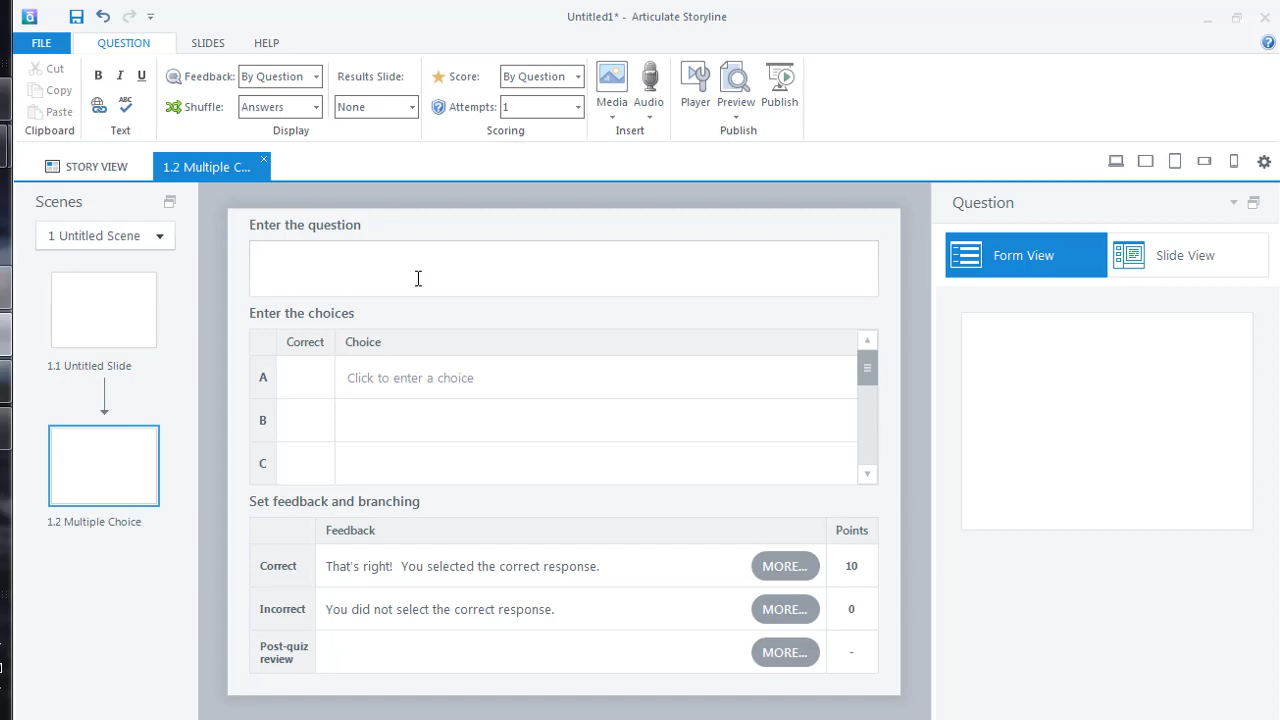 Untitled1* - Articulate Storyline
FILE
QUESTION
SLIDES
HELP
Cut
Copy
Paste
Clipboard
B I U
ABC
Text
Feedback: By Question
Shuffle: Answers
Results Slide:
None
Display
Score: By Question
Attempts: 1
Scoring
Media
Audio
Insert
Player
Preview
Publish
Publish
STORY VIEW
1.2 Multiple C...
Scenes
1 Untitled Scene
1.1 Untitled Slide
1.2 Multiple Choice
Enter the question
Enter the choices
Correct Choice
A Click to enter a choice
B
C
Set feedback and branching
Feedback Points
Correct That's right! You selected the correct response. MORE... 10
Incorrect You did not select the correct response. MORE... 0
Post-quiz
review MORE... -
Question
Form View
Slide View